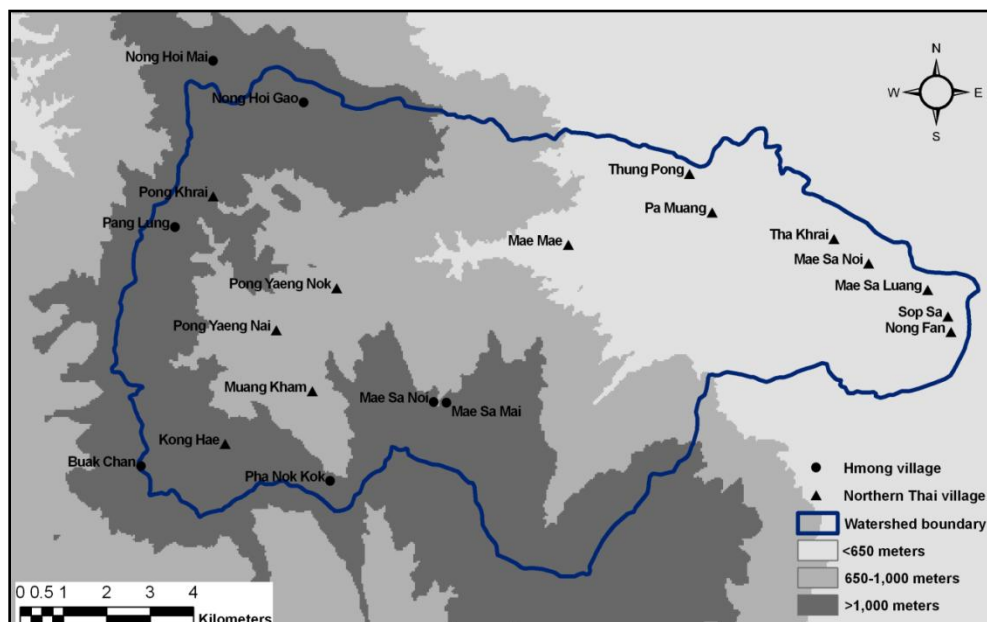 Nong Hoi Mai
N
Nong Hoi Gao
W
E
S
Thung Pong
Pong Khrai
Pa Muang
Pang Lung
Tha Khrai
Mae Mae
Mae Sa Noi
Pong Yaeng Nok
Mae Sa Luang
Sop Sa
Pong Yaeng Nai
Nong Fan
Muang Kham
Mae Sa Noi
Mae Sa Mai
Kong Hae
Buak Chan
Pha Nok Kok
Hmong village
Northern Thai village
Watershed boundary
<650 meters
650-1,000 meters
>1,000 meters
0 0.5 1 2 3 4
Kilometers